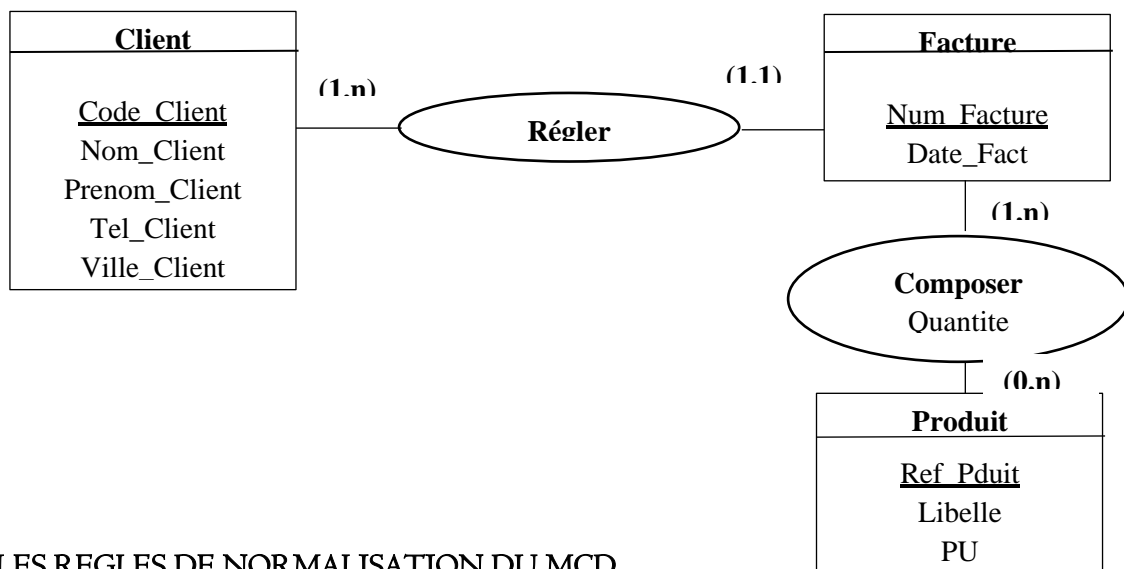 Client
Code_Client
Nom_Client
Prenom_Client
Tel_Client
Ville_Client
(1.n)
Régler
(1.1)
Facture
Num_Facture
Date_Fact
(1.n)
Composer
Quantite
(0.n)
Produit
Ref_Pduit
Libelle
PU
LES REGLES DE NORMALISATION DU MCD